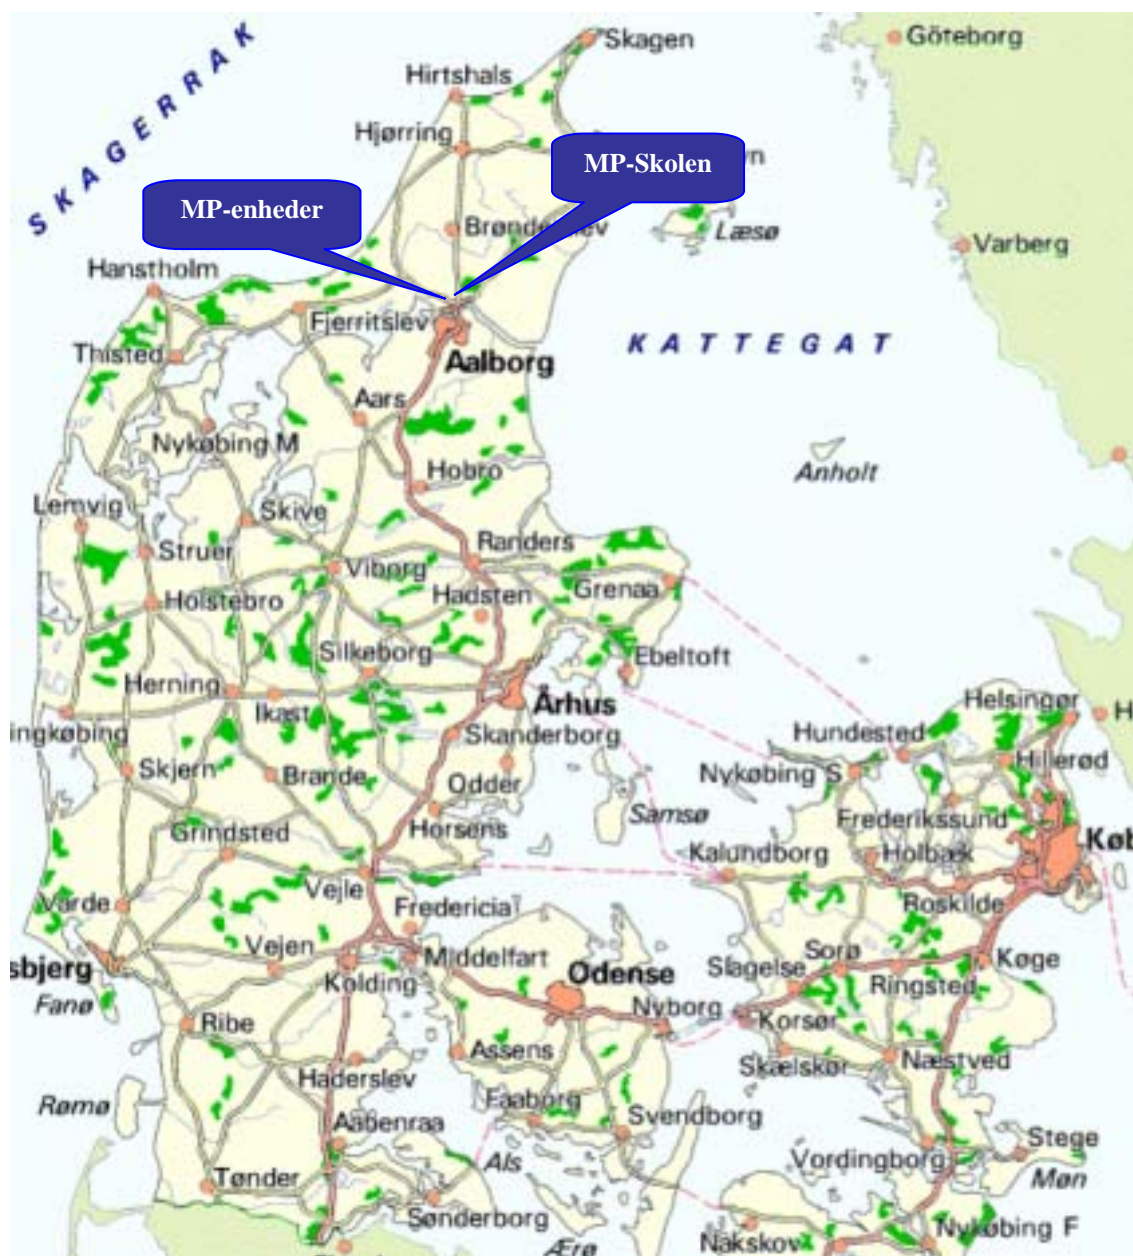 Skagen
Göteborg
SKAGERRAK
Hirtshals
Hjørring
MP-Skolen
MP-enheder
Læsø
Varberg
Hanstholm
Fjerritslev
KATTEGAT
Thisted
Aalborg
Aars
Nykøbing M
Anholt
Hobro
Lemvig
Skive
Struer
Randers
Viborg
Grenaa
Hadsten
Holstebro
Silkeborg
Ebeltoft
Herning
Århus
Helsingør
Ikast
ingkøbing
Skanderborg
Hundested
Hillerød
Skjern
Brande
Odder
Nykøbing S
Samsø
Frederikssund
Grindsted
Horsens
Køb
Kalundborg
Holbæk
Vejle
Varde
Fredericia
Roskilde
Vejen
Middelfart
Sorø
Køge
sbjerg
Kolding
Odense
Slagelse
Ringsted
Fanø
Nyborg
Korsør
Ribe
Assens
Skælskør
Næstved
Haderslev
Rømø
Faaborg
Svendborg
Aabenraa
Stege
Vordingborg
Als
Møn
Tønder
Sønderborg
Nykøbing F
Nakskov
Ærø